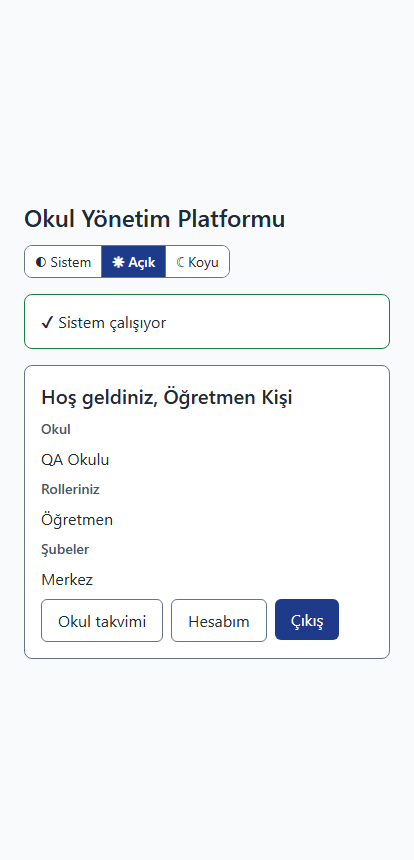 Okul Yönetim Platformu
◐ Sistem ☀ Açık ☾ Koyu
✓ Sistem çalışıyor
Hoş geldiniz, Öğretmen Kişi
Okul
QA Okulu
Rolleriniz
Öğretmen
Şubeler
Merkez
Okul takvimi Hesabım Çıkış